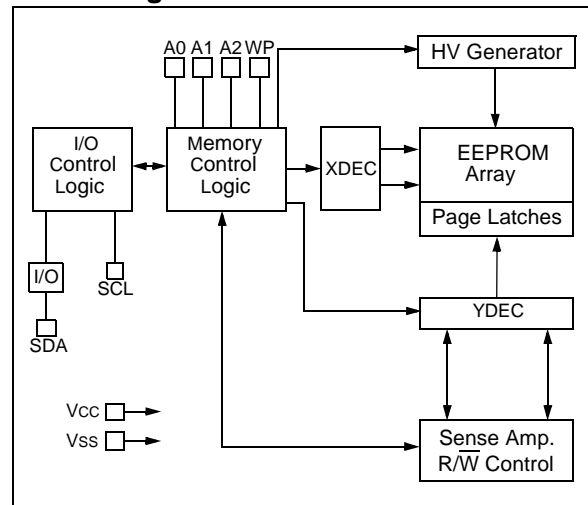 A0 A1 A2 WP
HV Generator
I/O
Control
Logic
Memory
Control
Logic
XDEC
EEPROM
Array
Page Latches
I/O
SCL
SDA
YDEC
VCC
VSS
Sense Amp.
R/W̅ Control